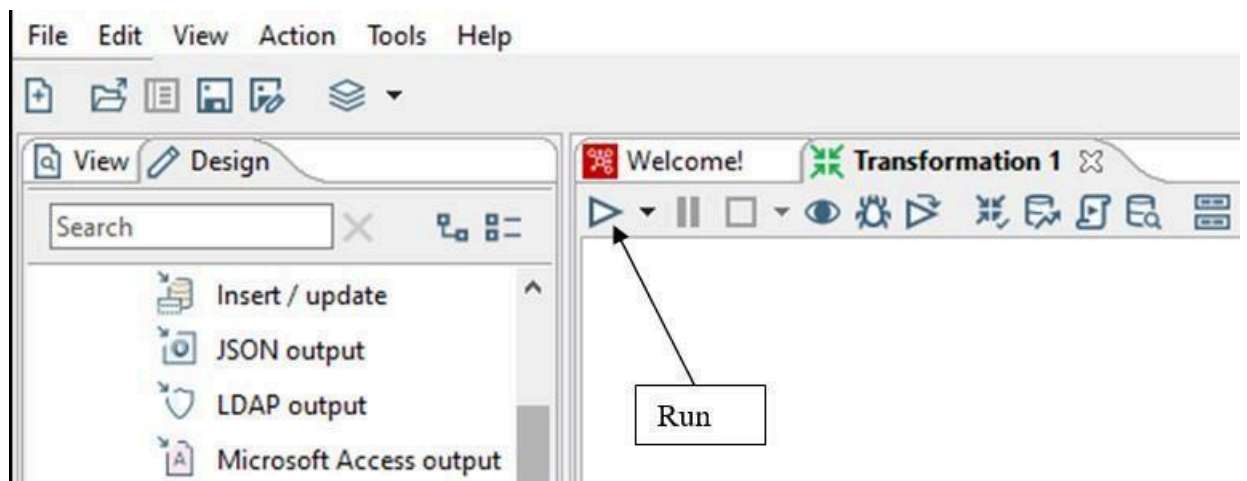 File Edit View Action Tools Help
View Design
Welcome! Transformation 1
Search
Insert / update
JSON output
LDAP output
Microsoft Access output
Run